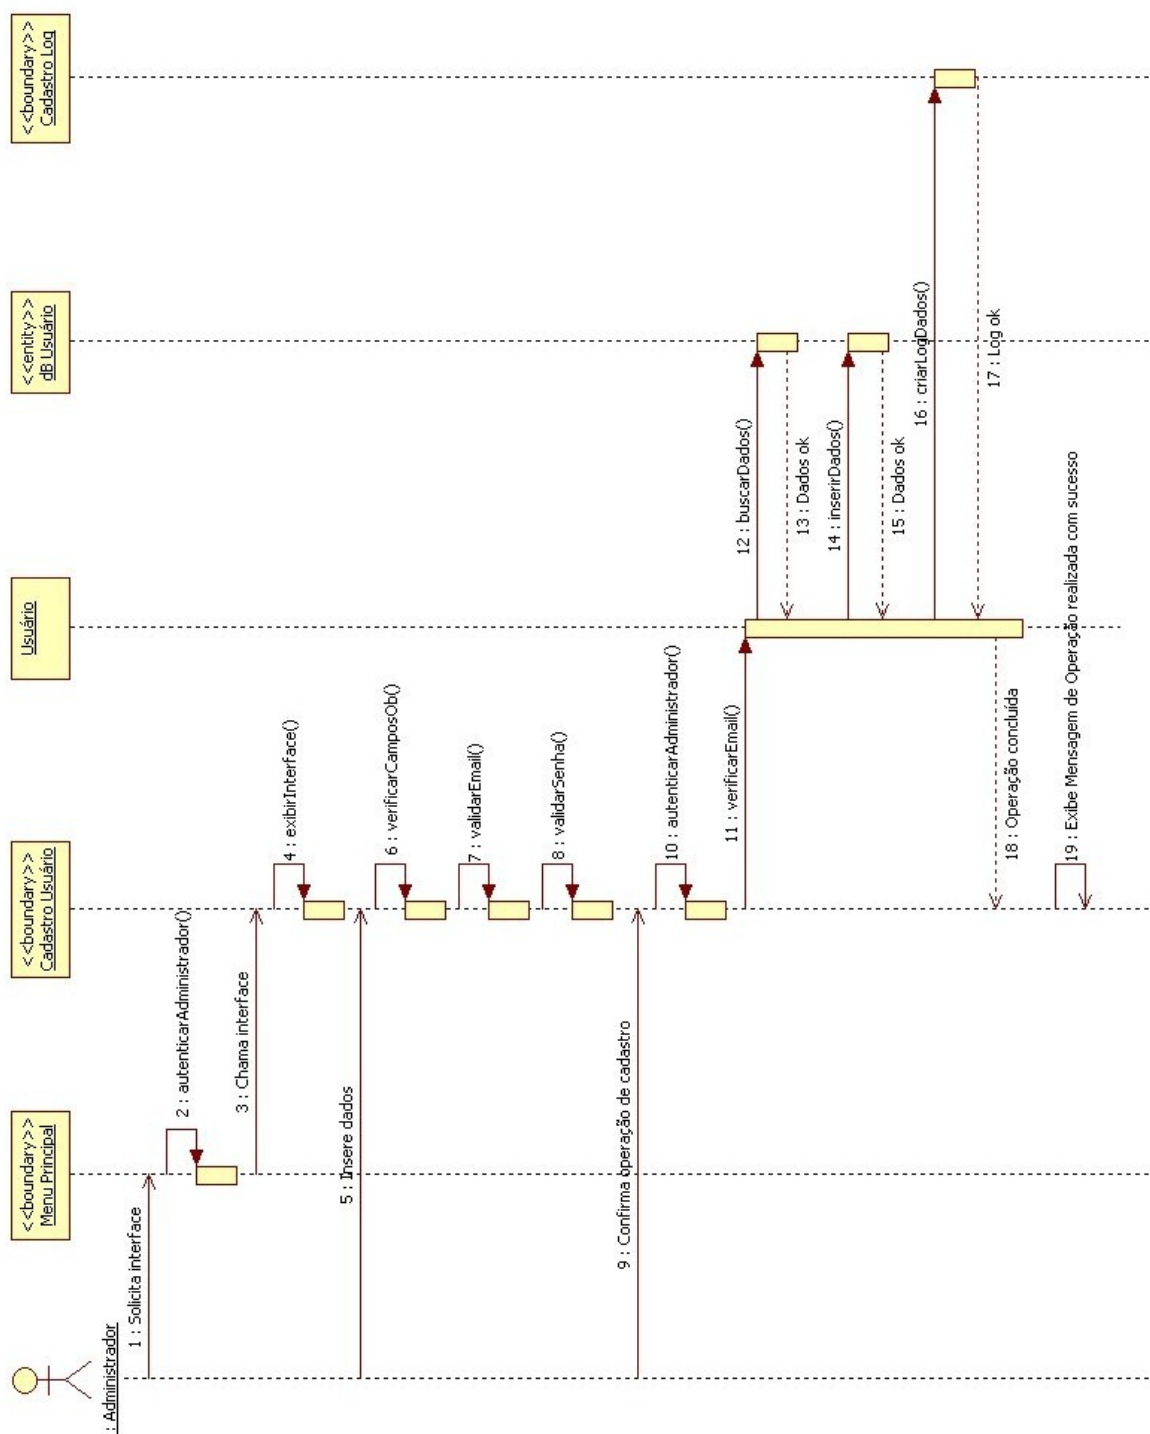 : Administrador
<<boundary>>
Menu Principal
<<boundary>>
Cadastro Usuário
Usuário
<<entity>>
dB Usuário
<<boundary>>
Cadastro Log
1 : Solicita interface
2 : autenticarAdministrador()
3 : Chama interface
4 : exibirInterface()
5 : Insere dados
6 : verificarCamposOb()
7 : validarEmail()
8 : validarSenha()
9 : Confirma operação de cadastro
10 : autenticarAdministrador()
11 : verificarEmail()
12 : buscarDados()
13 : Dados ok
14 : inserirDados()
15 : Dados ok
16 : criarLogDados()
17 : Log ok
18 : Operação concluída
19 : Exibe Mensagem de Operação realizada com sucesso